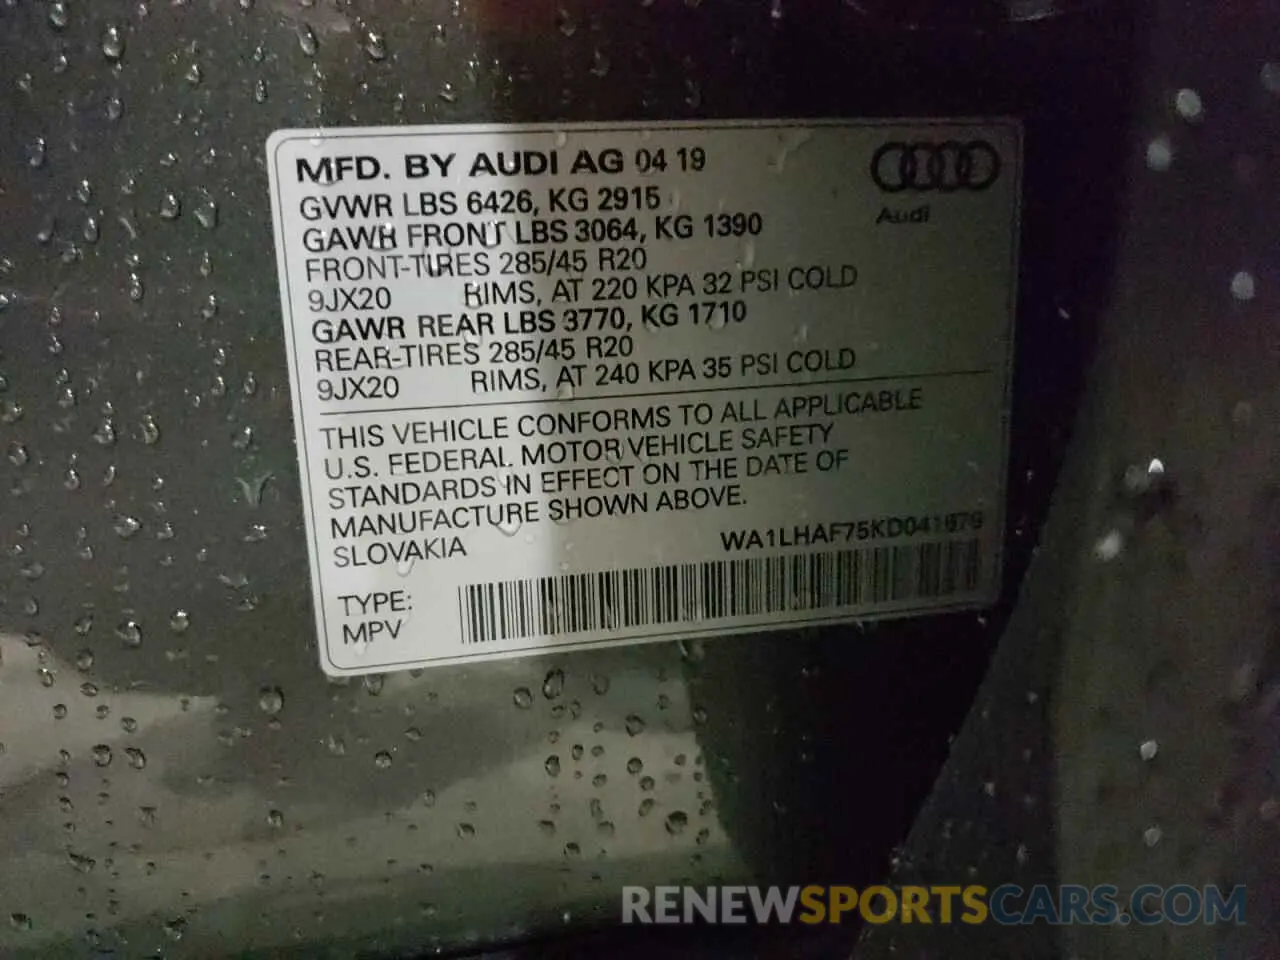 MFD. BY AUDI AG 04 19
GVWR LBS 6426, KG 2915
GAWR FRONT LBS 3064, KG 1390
FRONT-TIRES 285/45 R20
9JX20 RIMS, AT 220 KPA 32 PSI COLD
GAWR REAR LBS 3770, KG 1710
REAR-TIRES 285/45 R20
9JX20 RIMS, AT 240 KPA 35 PSI COLD
Audi
THIS VEHICLE CONFORMS TO ALL APPLICABLE
U.S. FEDERAL MOTOR VEHICLE SAFETY
STANDARDS IN EFFECT ON THE DATE OF
MANUFACTURE SHOWN ABOVE.
SLOVAKIA
TYPE:
MPV
RENEWSPORTSCARS.COM